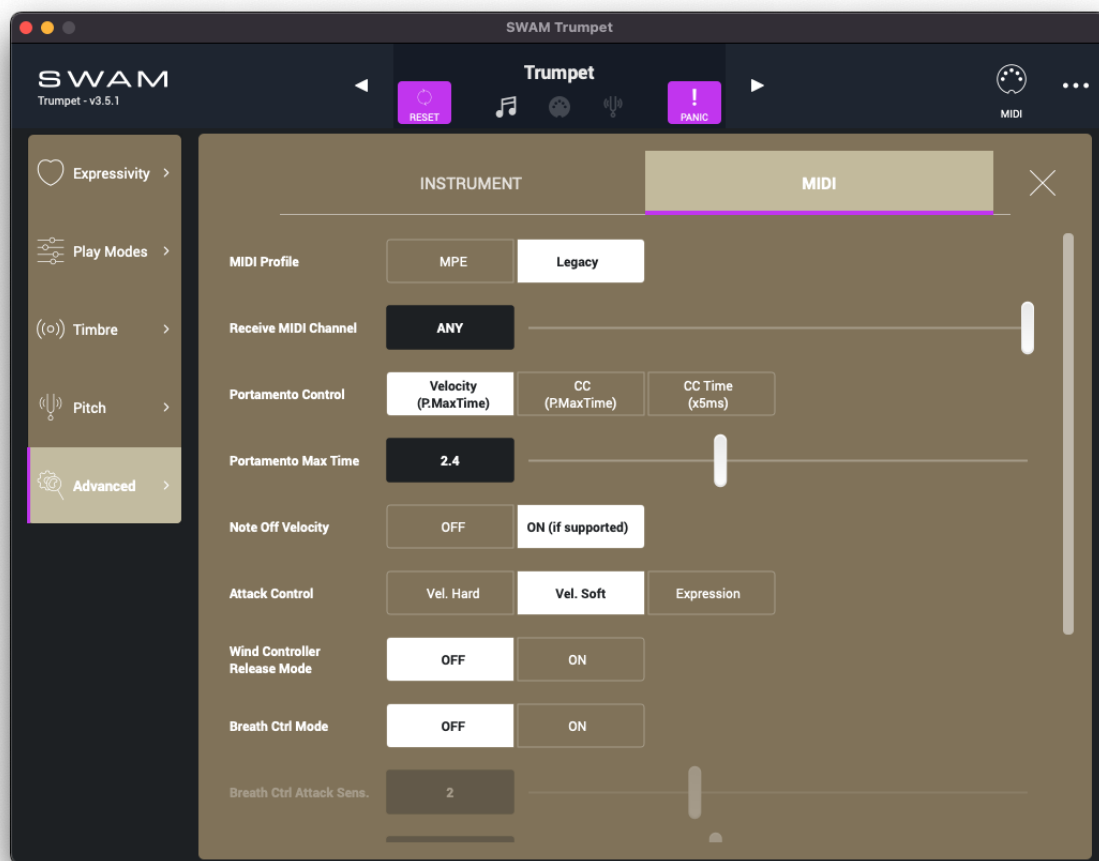 SWAM Trumpet
SWAM
Trumpet - v3.5.1
Trumpet
RESET
!
PANIC
MIDI
Expressivity
Play Modes
Timbre
Pitch
Advanced
INSTRUMENT
MIDI
MIDI Profile
MPE
Legacy
Receive MIDI Channel
ANY
Portamento Control
Velocity
(P.MaxTime)
CC
(P.MaxTime)
CC Time
(x5ms)
Portamento Max Time
2.4
Note Off Velocity
OFF
ON (if supported)
Attack Control
Vel. Hard
Vel. Soft
Expression
Wind Controller
Release Mode
OFF
ON
Breath Ctrl Mode
OFF
ON
Breath Ctrl Attack Sens.
2